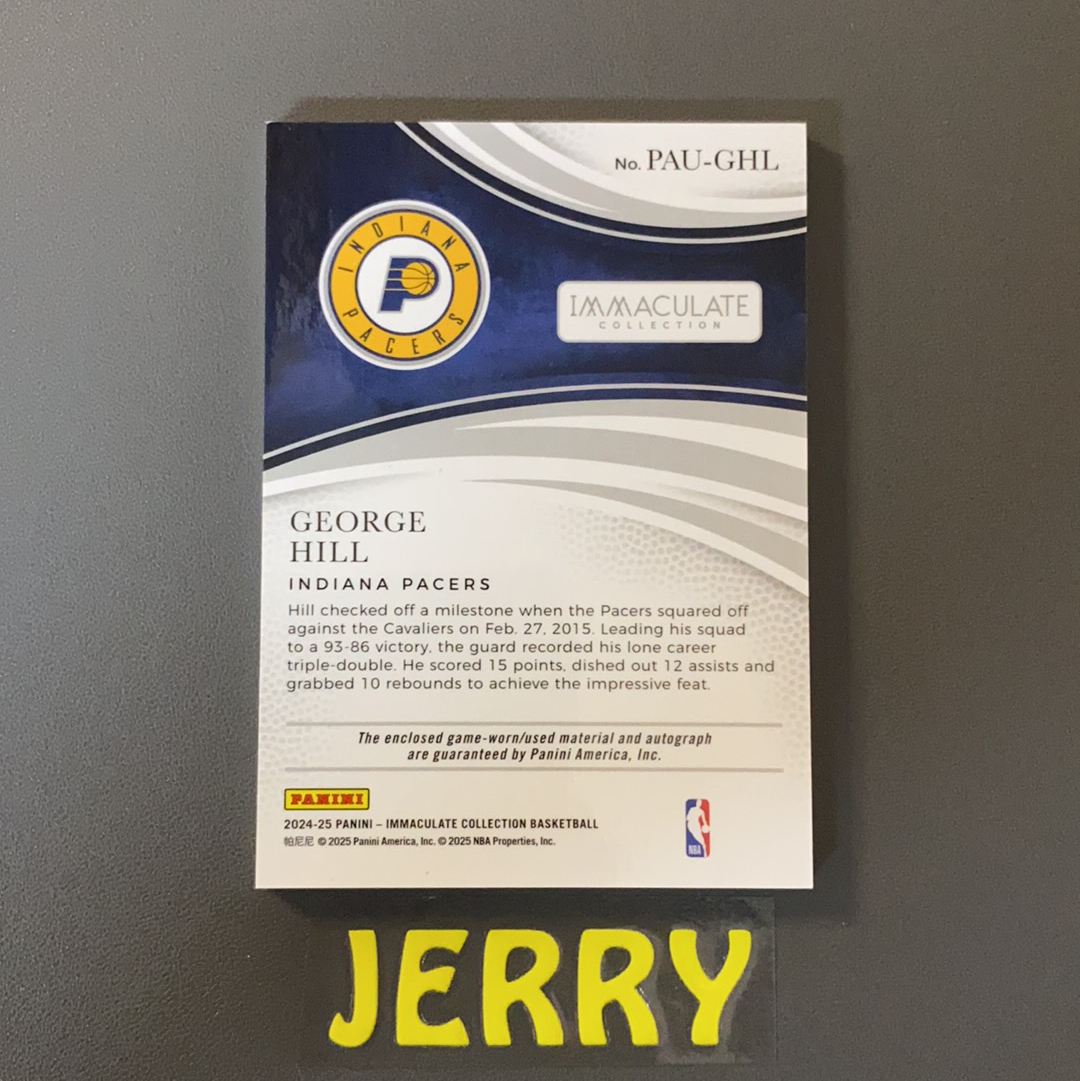 No. PAU-GHL
INDIANA
PACERS
IMMACULATE
COLLECTION
GEORGE
HILL
INDIANA PACERS
Hill checked off a milestone when the Pacers squared off
against the Cavaliers on Feb. 27, 2015. Leading his squad
to a 93-86 victory, the guard recorded his lone career
triple-double. He scored 15 points, dished out 12 assists and
grabbed 10 rebounds to achieve the impressive feat.
The enclosed game-worn/used material and autograph
are guaranteed by Panini America, Inc.
PANINI
2024-25 PANINI – IMMACULATE COLLECTION BASKETBALL
帕尼尼 © 2025 Panini America, Inc. © 2025 NBA Properties, Inc.
NBA
JERRY